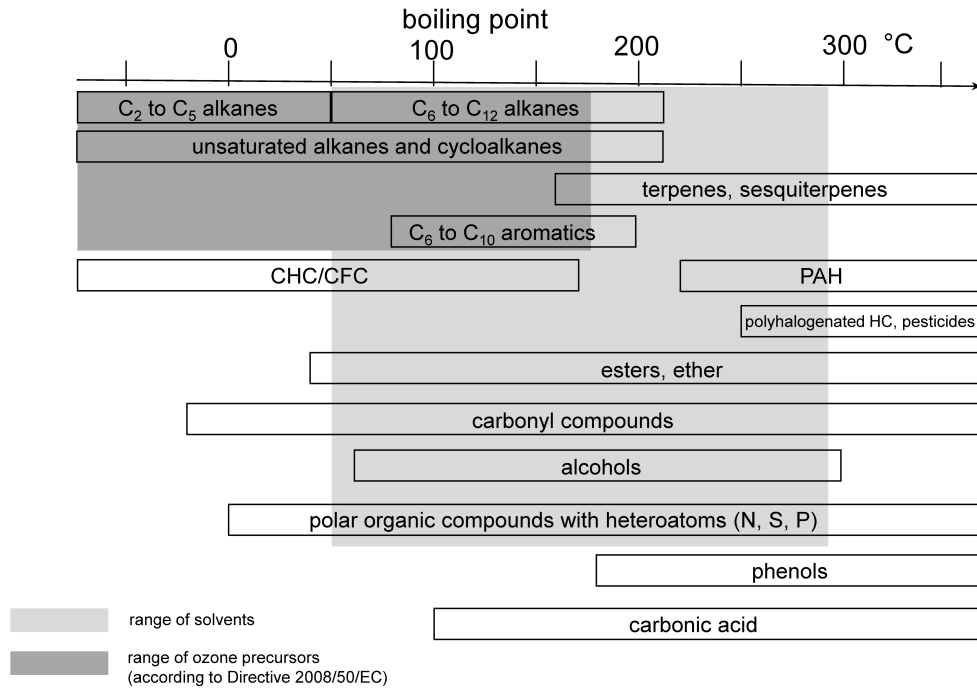 boiling point
0 100 200 300 °C
C₂ to C₅ alkanes C₆ to C₁₂ alkanes
unsaturated alkanes and cycloalkanes
terpenes, sesquiterpenes
C₆ to C₁₀ aromatics
CHC/CFC PAH
polyhalogenated HC, pesticides
esters, ether
carbonyl compounds
alcohols
polar organic compounds with heteroatoms (N, S, P)
phenols
range of solvents
carbonic acid
range of ozone precursors
(according to Directive 2008/50/EC)